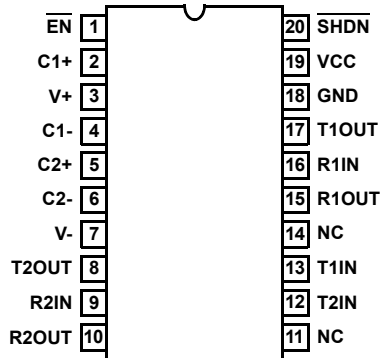 EN 1 20 SHDN
C1+ 2 19 VCC
V+ 3 18 GND
C1- 4 17 T1OUT
C2+ 5 16 R1IN
C2- 6 15 R1OUT
V- 7 14 NC
T2OUT 8 13 T1IN
R2IN 9 12 T2IN
R2OUT 10 11 NC